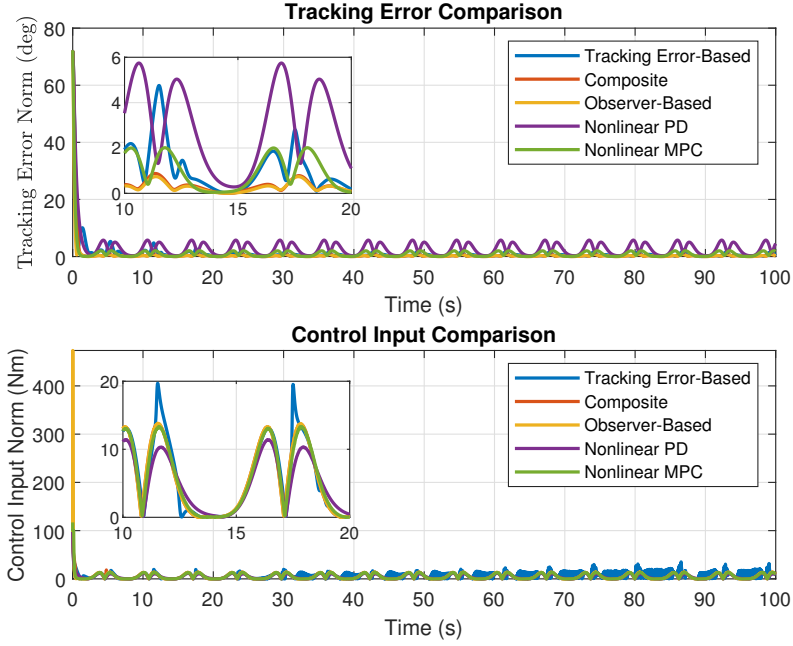 Tracking Error Comparison
Tracking Error Norm (deg)
80
60
40
20
0
6
4
2
0
10 15 20
Tracking Error-Based
Composite
Observer-Based
Nonlinear PD
Nonlinear MPC
0 10 20 30 40 50 60 70 80 90 100
Time (s)
Control Input Comparison
Control Input Norm (Nm)
400
300
200
100
0
20
10
0
10 15 20
Tracking Error-Based
Composite
Observer-Based
Nonlinear PD
Nonlinear MPC
0 10 20 30 40 50 60 70 80 90 100
Time (s)